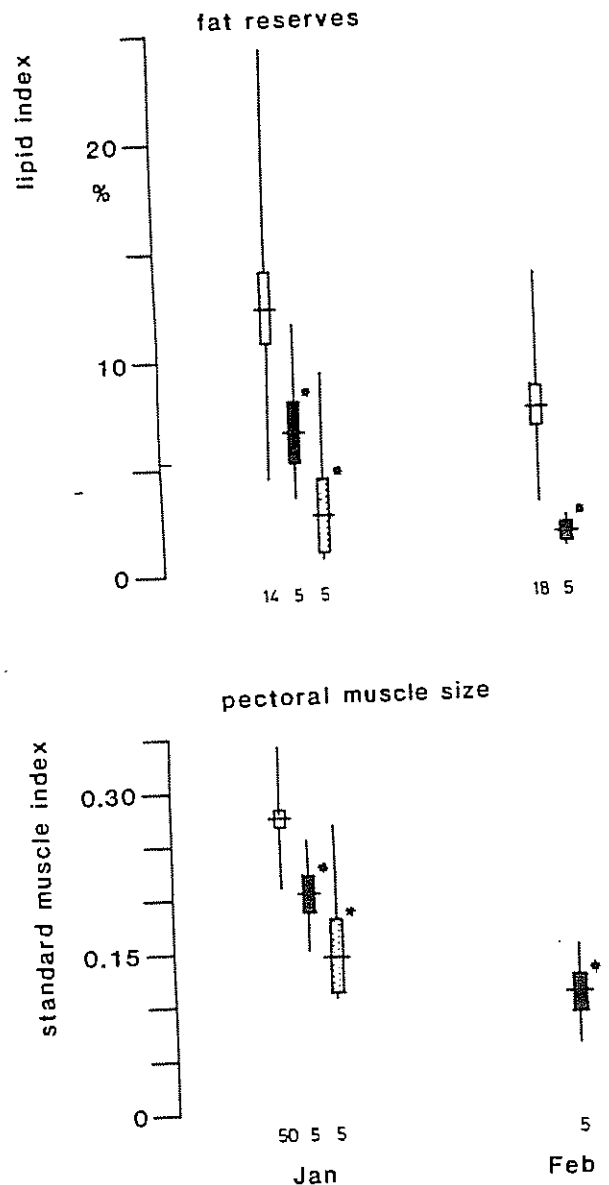 fat reserves
lipid index
20
%
10
0
14 5 5
18 5
pectoral muscle size
standard muscle index
0.30
0.15
0
50 5 5
5
Jan
Feb